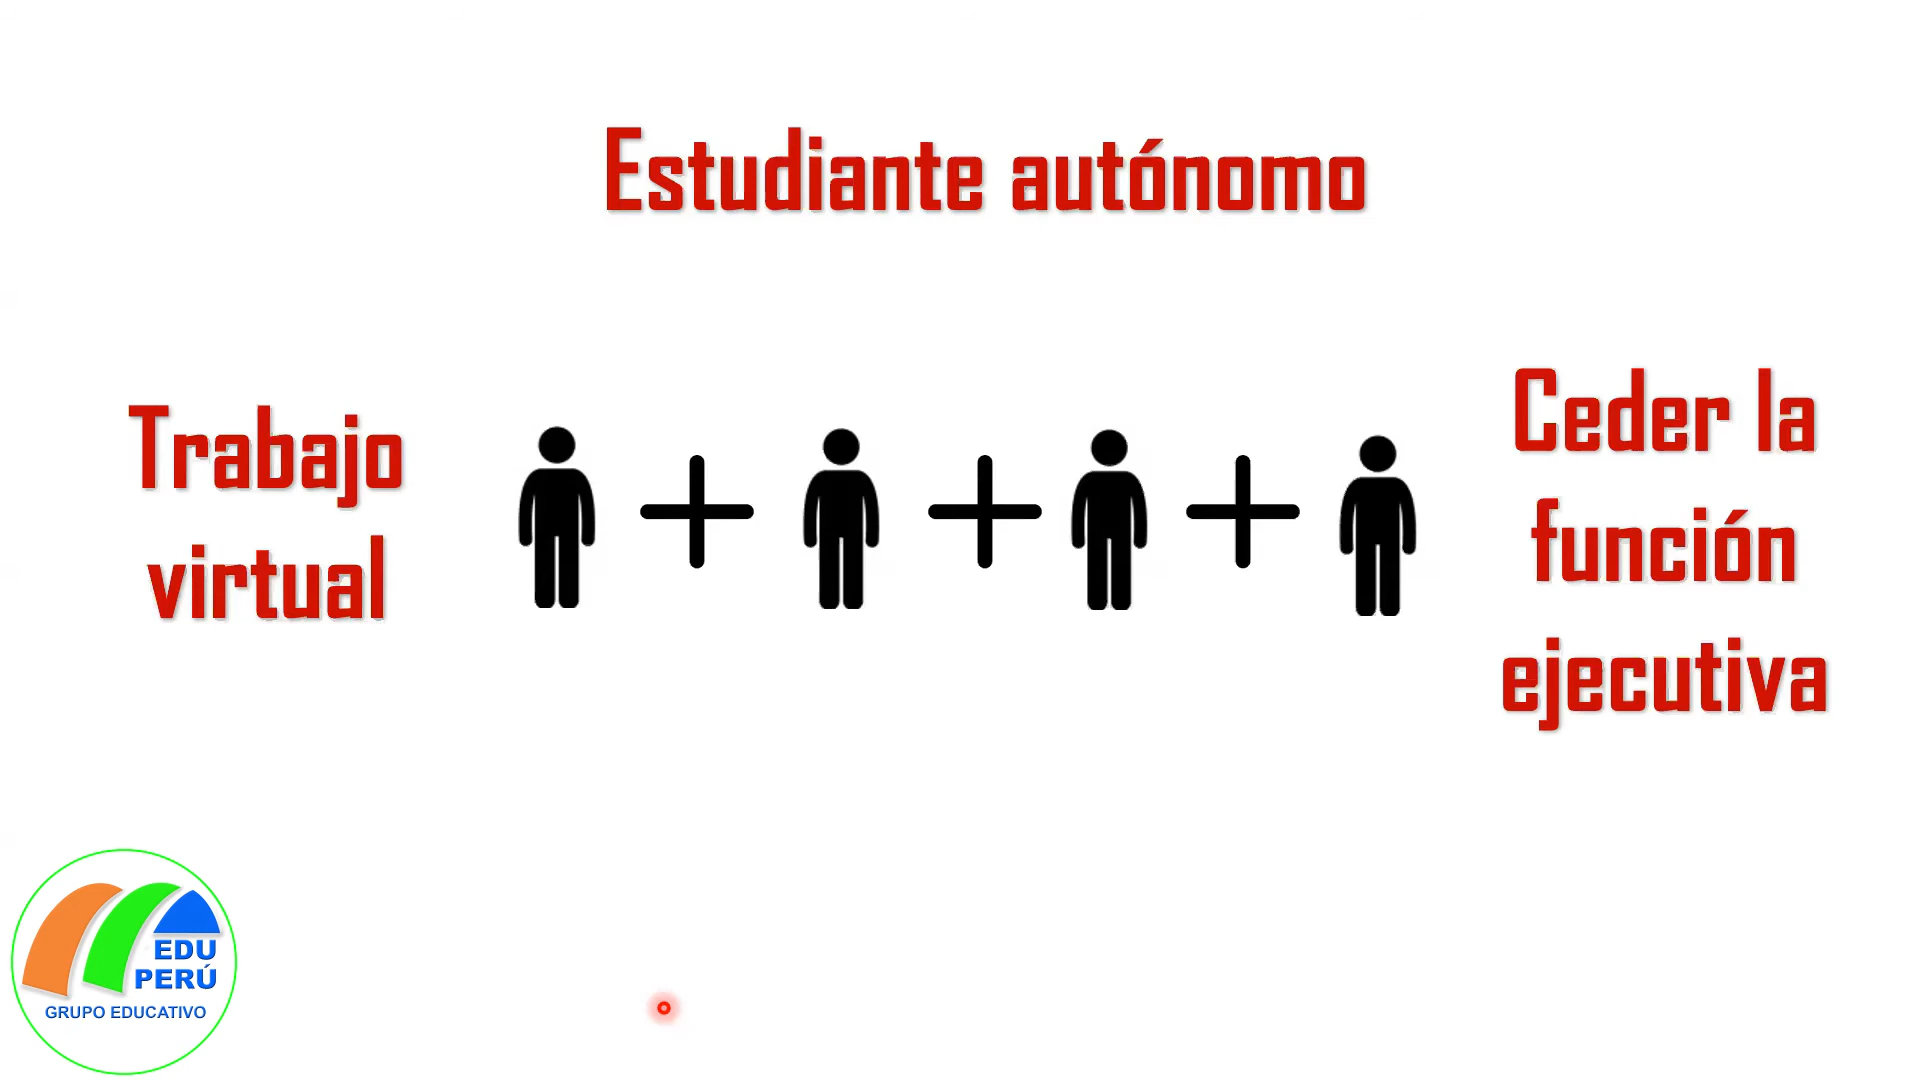 Estudiante autónomo
Trabajo
virtual
Ceder la
función
ejecutiva
EDU
PERÚ
GRUPO EDUCATIVO